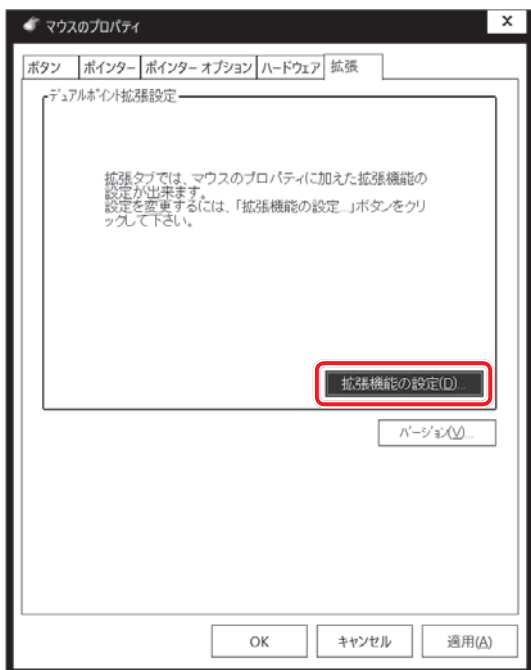 マウスのプロパティ
x
ボタン ポインター ポインター オプション ハードウェア 拡張
デュアルポイント拡張設定
拡張タブでは、マウスのプロパティに加えた拡張機能の
設定が出来ます。
設定を変更するには、「拡張機能の設定...」ボタンをクリ
ックして下さい。
拡張機能の設定(D)...
バージョン(V)...
OK キャンセル 適用(A)